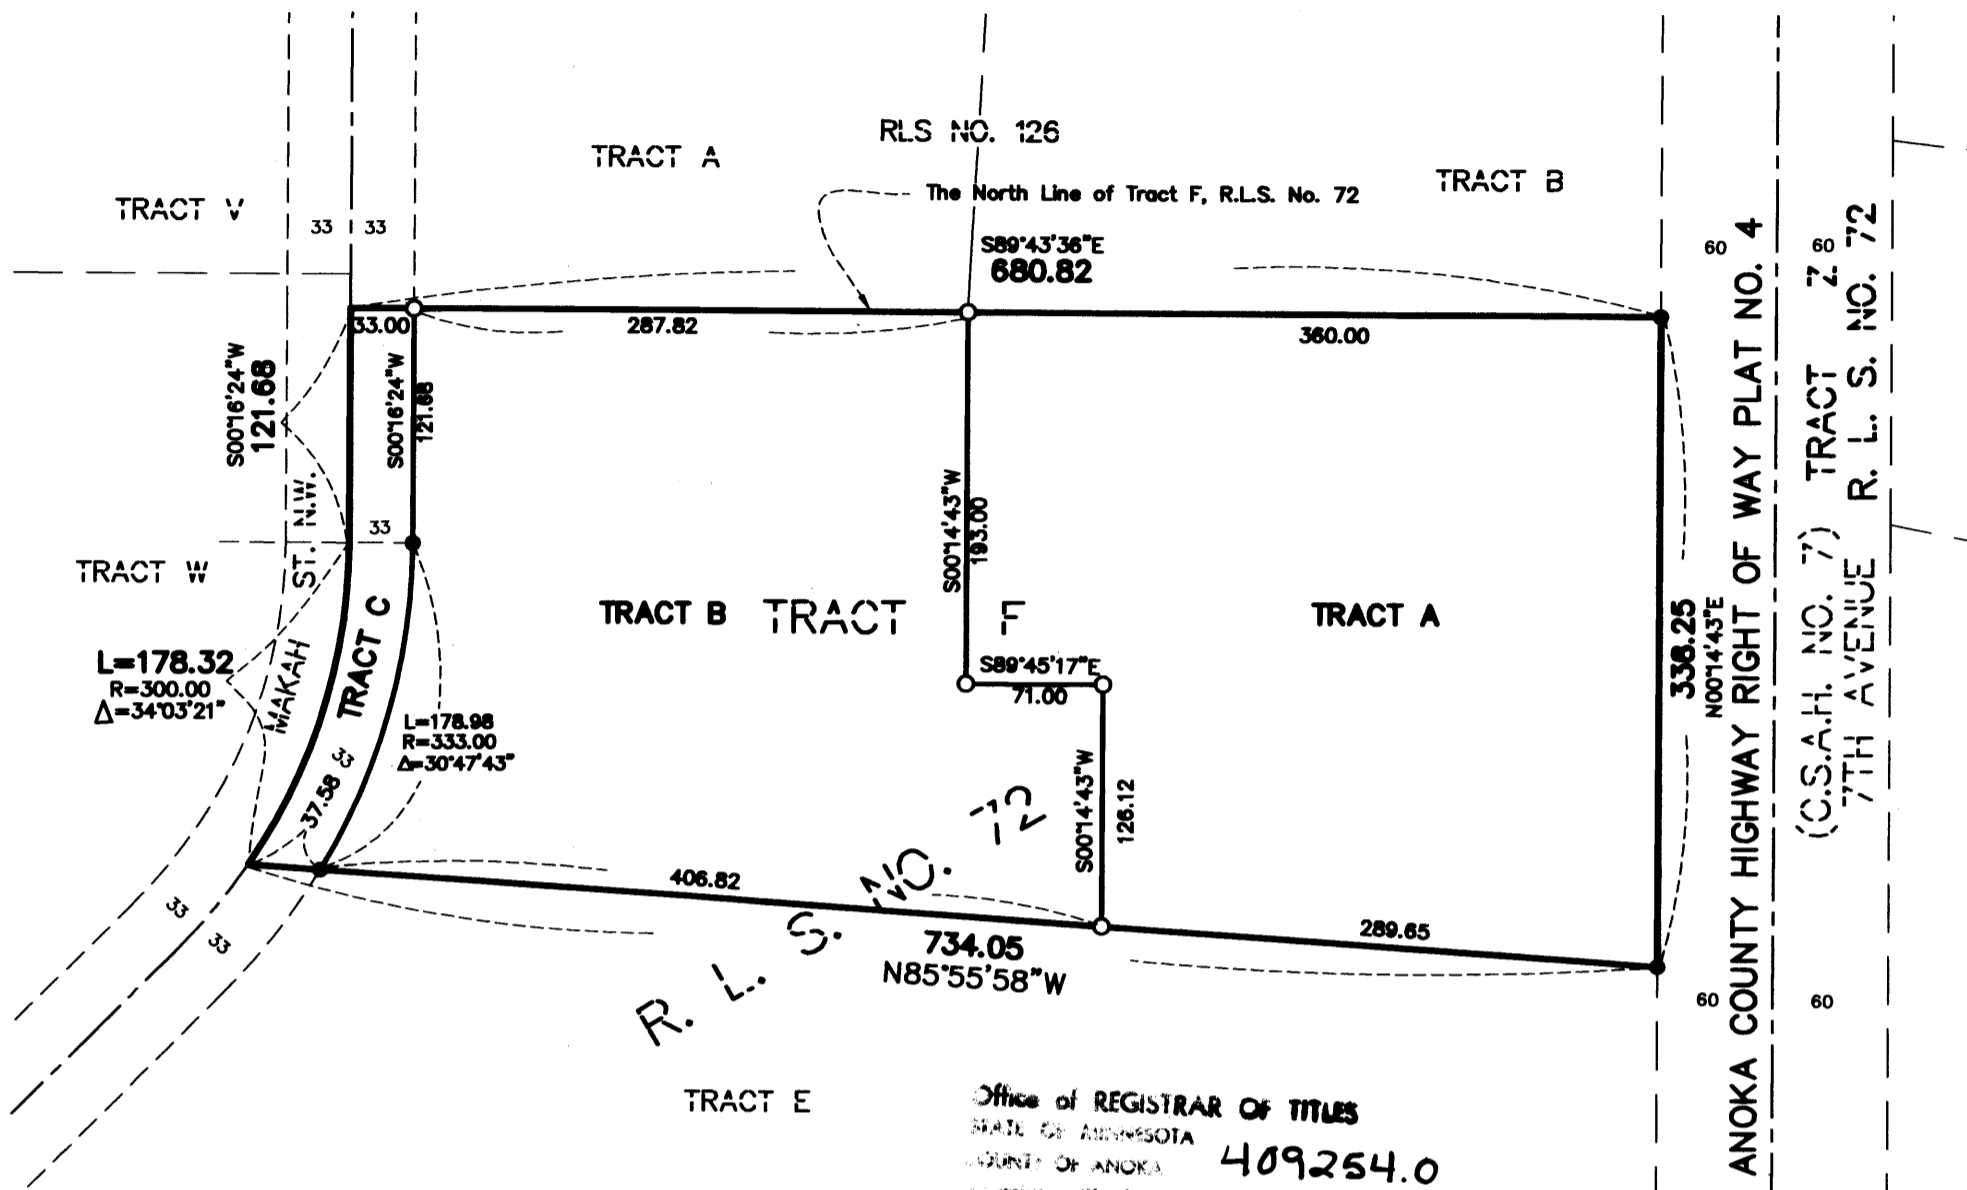 RLS NO. 126
TRACT A
TRACT B
TRACT V
The North Line of Tract F, R.L.S. No. 72
33 33
60
60
S89°43'36"E
680.82
33.00
287.82
360.00
S00°16'24"W
121.68
S00°16'24"W
121.68
33
ST. N.W.
MAKAH
TRACT W
TRACT C
S00°14'43"W
193.00
TRACT B
TRACT F
TRACT A
S89°45'17"E
71.00
338.25
N00°14'43"E
L=178.32
R=300.00
Δ=34°03'21"
L=178.98
R=333.00
Δ=30°47'43"
37.58
33
S00°14'43"W
126.12
406.82
289.65
734.05
N85°55'58"W
33
33
R. L. S. NO. 72
60
60
ANOKA COUNTY HIGHWAY RIGHT OF WAY PLAT NO. 4
(C.S.A.H. NO. 7) TRACT Z
7TH AVENUE R. L. S. NO. 72
TRACT E
Office of REGISTRAR OF TITLES
STATE OF MINNESOTA
COUNTY OF ANOKA
409254.0